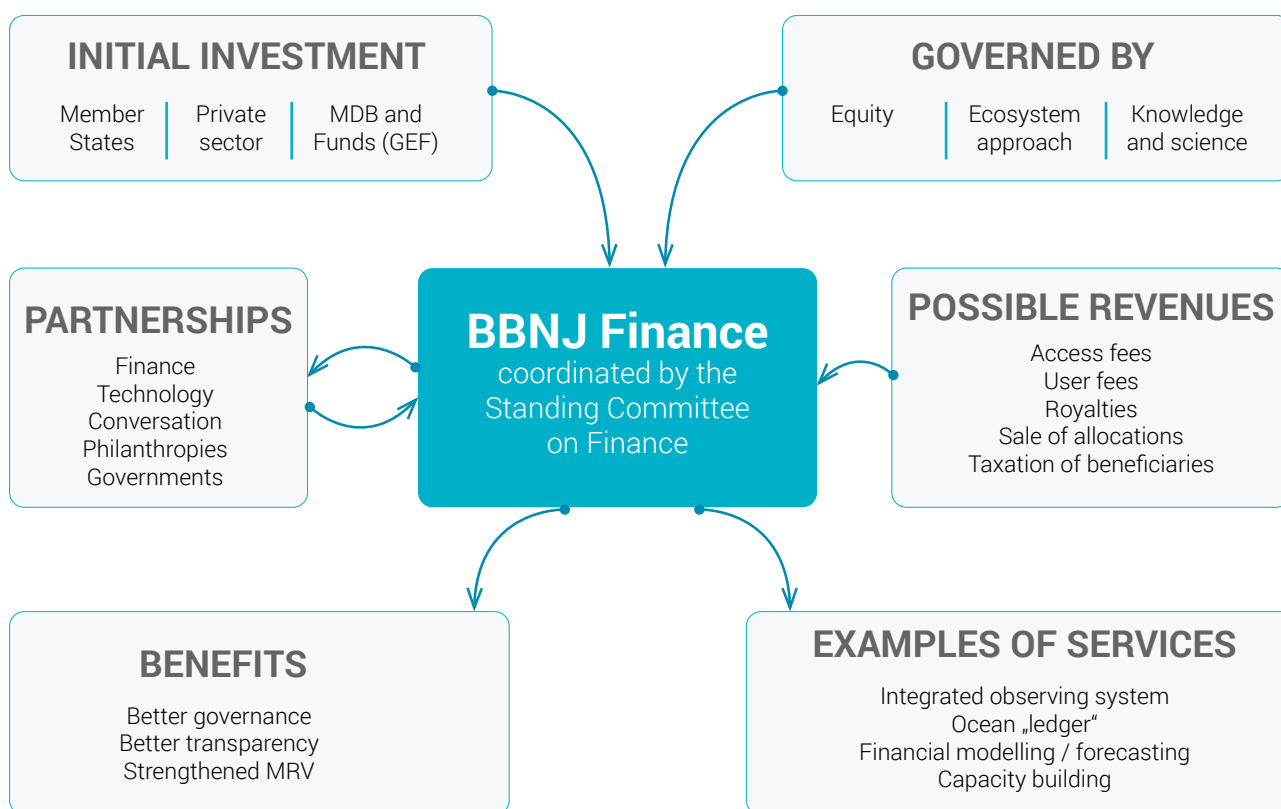 INITIAL INVESTMENT
Member
States
Private
sector
MDB and
Funds (GEF)
GOVERNED BY
Equity
Ecosystem
approach
Knowledge
and science
PARTNERSHIPS
Finance
Technology
Conversation
Philanthropies
Governments
BBNJ Finance
coordinated by the
Standing Committee
on Finance
POSSIBLE REVENUES
Access fees
User fees
Royalties
Sale of allocations
Taxation of beneficiaries
BENEFITS
Better governance
Better transparency
Strengthened MRV
EXAMPLES OF SERVICES
Integrated observing system
Ocean „ledger“
Financial modelling / forecasting
Capacity building